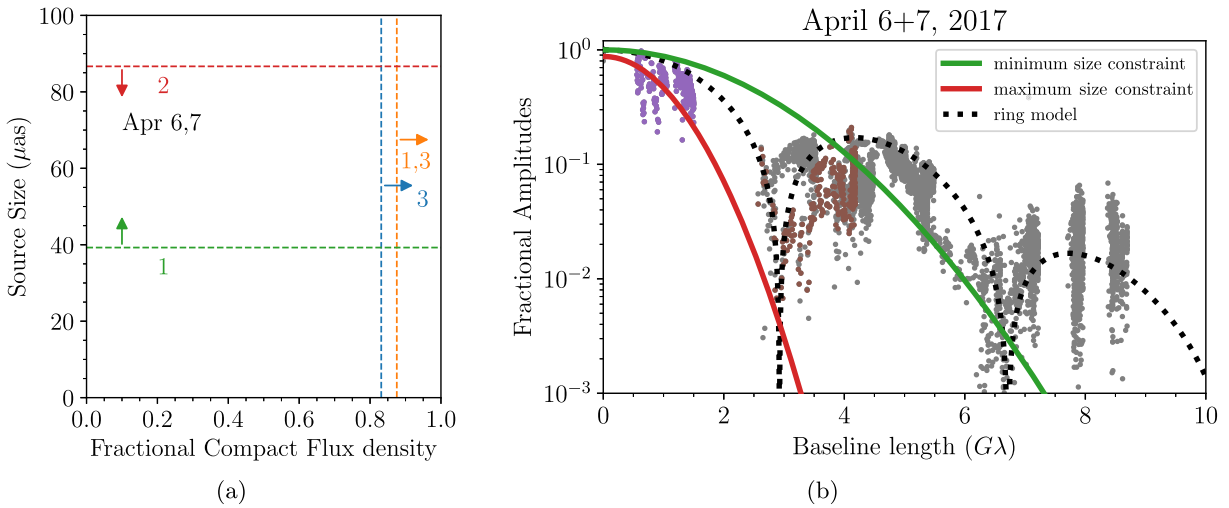 April 6+7, 2017
100
80
60
40
20
0
0.0 0.2 0.4 0.6 0.8 1.0
Source Size (μas)
Fractional Compact Flux density
2
Apr 6,7
1,3
3
1
(a)
10⁰
10⁻¹
10⁻²
10⁻³
0 2 4 6 8 10
Fractional Amplitudes
Baseline length (Gλ)
minimum size constraint
maximum size constraint
ring model
(b)